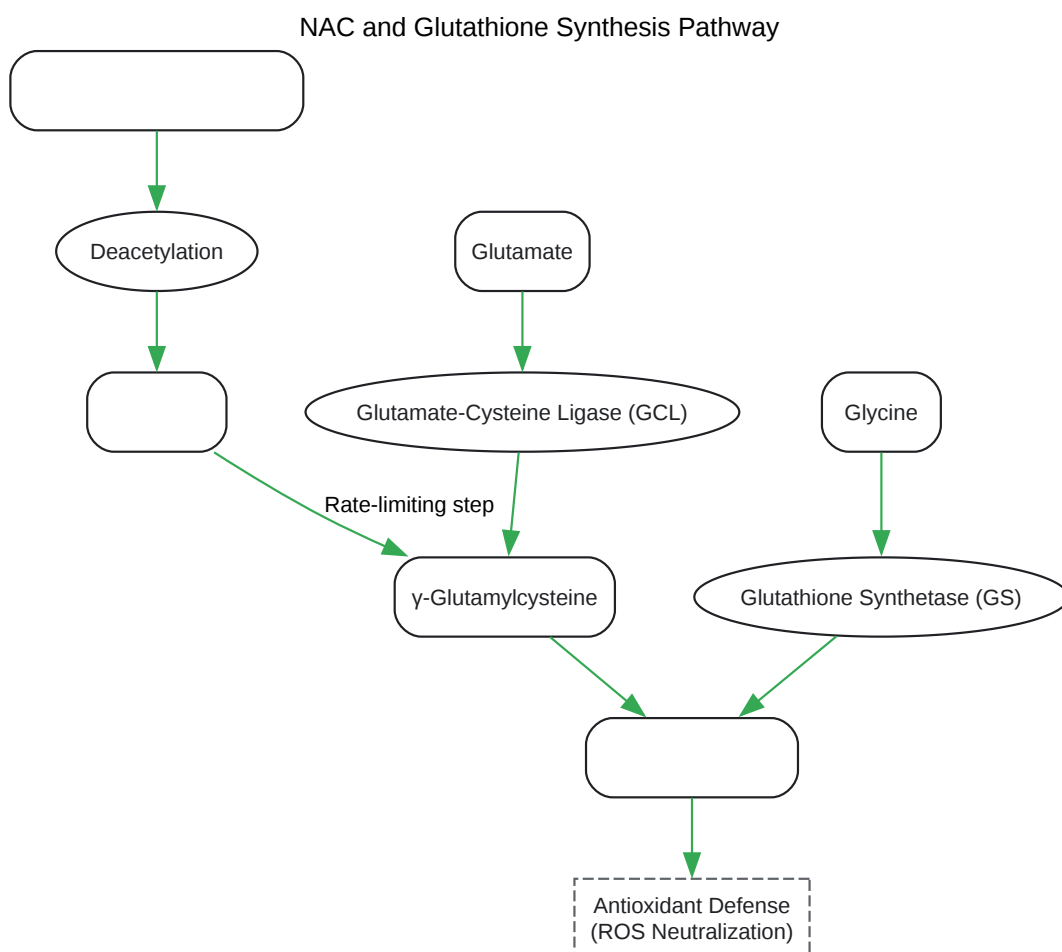 NAC and Glutathione Synthesis Pathway
Deacetylation
Glutamate
Glutamate-Cysteine Ligase (GCL)
Glycine
Rate-limiting step
γ-Glutamylcysteine
Glutathione Synthetase (GS)
Antioxidant Defense
(ROS Neutralization)